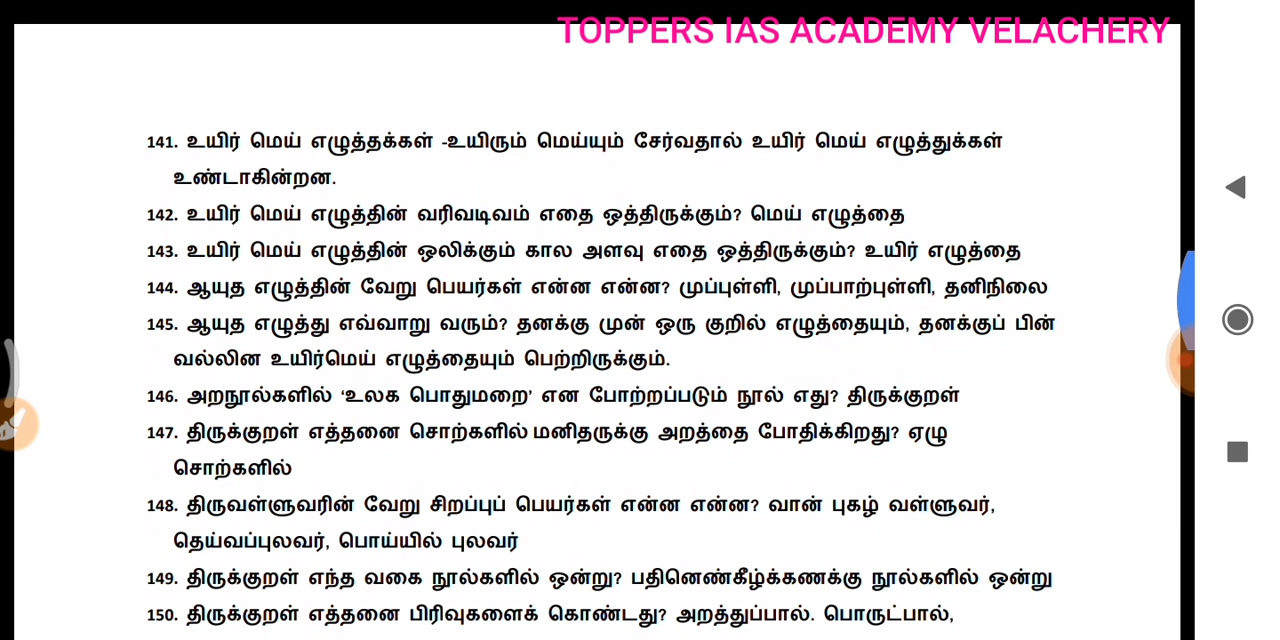 TOPPERS IAS ACADEMY VELACHERY
141. உயிர் மெய் எழுத்தக்கள் -உயிரும் மெய்யும் சேர்வதால் உயிர் மெய் எழுத்துக்கள்
உண்டாகின்றன.
142. உயிர் மெய் எழுத்தின் வரிவடிவம் எதை ஒத்திருக்கும்? மெய் எழுத்தை
143. உயிர் மெய் எழுத்தின் ஒலிக்கும் கால அளவு எதை ஒத்திருக்கும்? உயிர் எழுத்தை
144. ஆயுத எழுத்தின் வேறு பெயர்கள் என்ன என்ன? முப்புள்ளி, முப்பாற்புள்ளி, தனிநிலை
145. ஆயுத எழுத்து எவ்வாறு வரும்? தனக்கு முன் ஒரு குறில் எழுத்தையும், தனக்குப் பின்
வல்லின உயிர்மெய் எழுத்தையும் பெற்றிருக்கும்.
146. அறநூல்களில் ‘உலக பொதுமறை’ என போற்றப்படும் நூல் எது? திருக்குறள்
147. திருக்குறள் எத்தனை சொற்களில் மனிதருக்கு அறத்தை போதிக்கிறது? ஏழு
சொற்களில்
148. திருவள்ளுவரின் வேறு சிறப்புப் பெயர்கள் என்ன என்ன? வான் புகழ் வள்ளுவர்,
தெய்வப்புலவர், பொய்யில் புலவர்
149. திருக்குறள் எந்த வகை நூல்களில் ஒன்று? பதினெண்கீழ்க்கணக்கு நூல்களில் ஒன்று
150. திருக்குறள் எத்தனை பிரிவுகளைக் கொண்டது? அறத்துப்பால். பொருட்பால்,